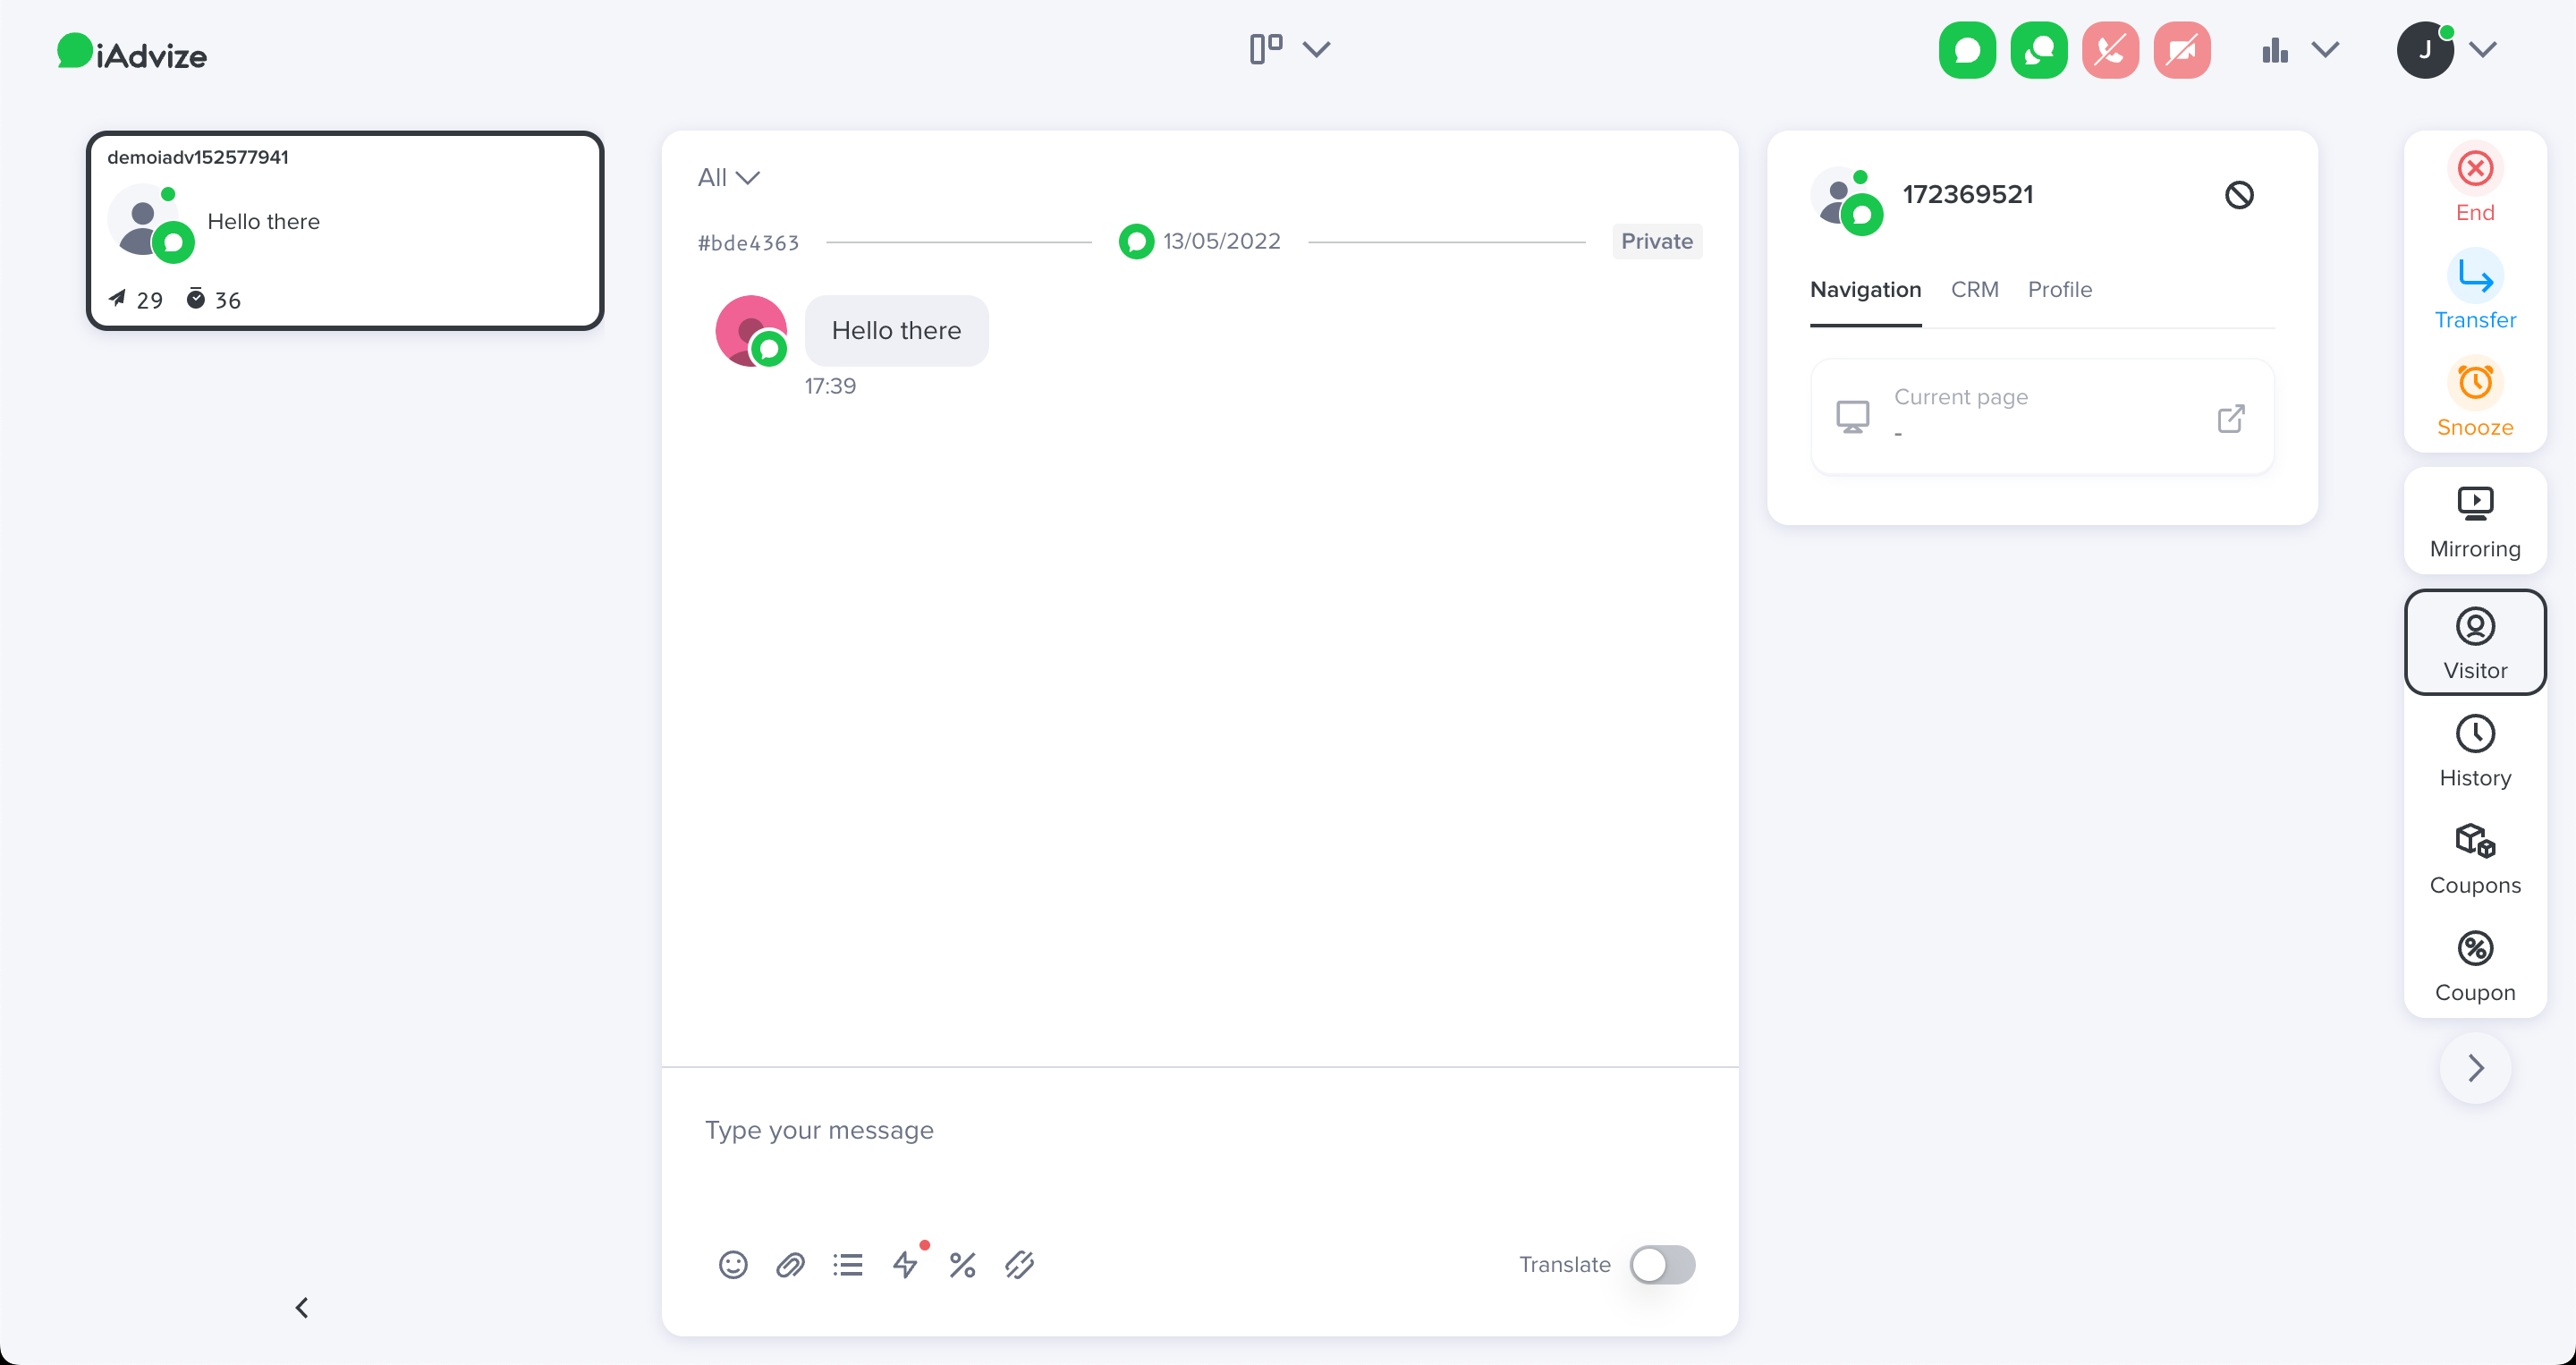 iAdvize
J
demoiadv152577941
Hello there
29 36
All
#bde4363 13/05/2022 Private
Hello there
17:39
Type your message
Translate
172369521
Navigation CRM Profile
Current page
-
End
Transfer
Snooze
Mirroring
Visitor
History
Coupons
Coupon